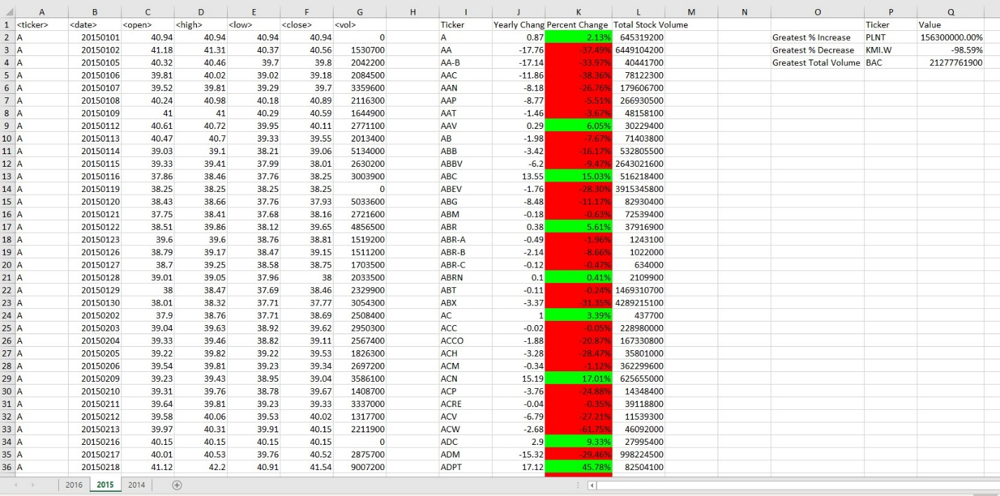 A B C D E F G H I J K L M N O P Q
1 <ticker> <date> <open> <high> <low> <close> <vol> Ticker Yearly Chang Percent Change Total Stock Volume Ticker Value
2 A 20150101 40.94 40.94 40.94 40.94 0 A 0.87 2.13% 645319200 Greatest % Increase PLNT 156300000.00%
3 A 20150102 41.18 41.31 40.37 40.56 1530700 AA -17.76 -37.49% 6449104200 Greatest % Decrease KMI.W -98.59%
4 A 20150105 40.32 40.46 39.7 39.8 2042200 AA-B -17.14 -33.97% 40441700 Greatest Total Volume BAC 21277761900
5 A 20150106 39.81 40.02 39.02 39.18 2084500 AAC -11.86 -38.36% 78122300
6 A 20150107 39.52 39.81 39.29 39.7 3359600 AAN -8.18 -26.76% 179606700
7 A 20150108 40.24 40.98 40.18 40.89 2116300 AAP -8.77 -5.51% 266930500
8 A 20150109 41 41 40.29 40.59 1644900 AAT -1.46 -3.67% 48158100
9 A 20150112 40.61 40.72 39.95 40.11 2771100 AAV 0.29 6.05% 30229400
10 A 20150113 40.47 40.7 39.33 39.55 2013400 AB -1.98 -7.67% 71403800
11 A 20150114 39.03 39.1 38.21 39.06 5134000 ABB -3.42 -16.17% 532805500
12 A 20150115 39.33 39.41 37.99 38.01 2630200 ABBV -6.2 -9.47% 2643021600
13 A 20150116 37.86 38.46 37.76 38.25 3003900 ABC 13.55 15.03% 516218400
14 A 20150119 38.25 38.25 38.25 38.25 0 ABEV -1.76 -28.30% 3915345800
15 A 20150120 38.43 38.66 37.76 37.93 5033600 ABG -8.48 -11.17% 82930400
16 A 20150121 37.75 38.41 37.68 38.16 2721600 ABM -0.18 -0.63% 72539400
17 A 20150122 38.51 39.86 38.12 39.65 4856500 ABR 0.38 5.61% 37916900
18 A 20150123 39.6 39.6 38.76 38.81 1519200 ABR-A -0.49 -1.96% 1243100
19 A 20150126 38.79 39.17 38.47 39.15 1511200 ABR-B -2.14 -8.66% 1022000
20 A 20150127 38.7 39.25 38.58 38.75 1703500 ABR-C -0.12 -0.47% 634000
21 A 20150128 39.01 39.05 37.96 38 2033500 ABRN 0.1 0.41% 2109900
22 A 20150129 38 38.47 37.69 38.46 2329900 ABT -0.11 -0.24% 1469310700
23 A 20150130 38.01 38.32 37.71 37.77 3054300 ABX -3.37 -31.35% 4289215100
24 A 20150202 37.9 38.76 37.71 38.69 2508400 AC 1 3.39% 437700
25 A 20150203 39.04 39.63 38.92 39.62 2950300 ACC -0.02 -0.05% 228980000
26 A 20150204 39.33 39.46 38.82 39.11 2567400 ACCO -1.88 -20.87% 167330800
27 A 20150205 39.22 39.82 39.22 39.53 1826300 ACH -3.28 -28.47% 35801000
28 A 20150206 39.54 39.81 39.23 39.34 2697200 ACM -0.34 -1.12% 362299600
29 A 20150209 39.23 39.43 38.95 39.04 3586100 ACN 15.19 17.01% 625655000
30 A 20150210 39.31 39.76 38.78 39.67 1408700 ACP -3.76 -24.88% 14348400
31 A 20150211 39.64 39.81 39.23 39.33 3337000 ACRE -0.04 -0.35% 39118800
32 A 20150212 39.58 40.06 39.53 40.02 1317700 ACV -6.79 -27.21% 11539300
33 A 20150213 39.97 40.31 39.91 40.15 2211900 ACW -2.68 -61.75% 46092000
34 A 20150216 40.15 40.15 40.15 40.15 0 ADC 2.9 9.33% 27995400
35 A 20150217 40.01 40.53 39.76 40.52 2875700 ADM -15.32 -29.46% 998224500
36 A 20150218 41.12 42.2 40.91 41.54 9007200 ADPT 17.12 45.78% 82504100
2016 2015 2014